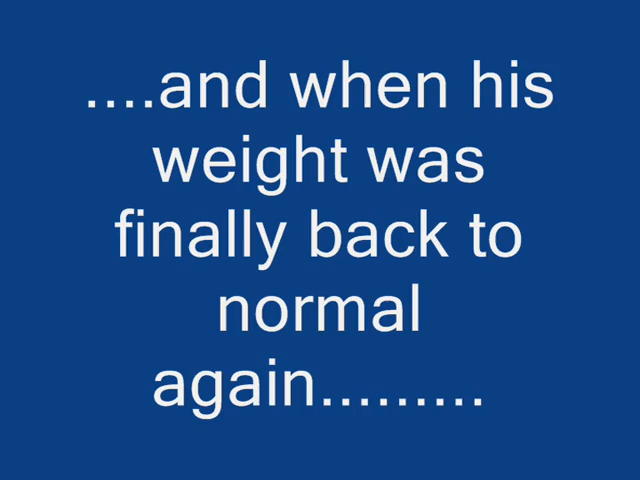 ....and when his
weight was
finally back to
normal
again.........